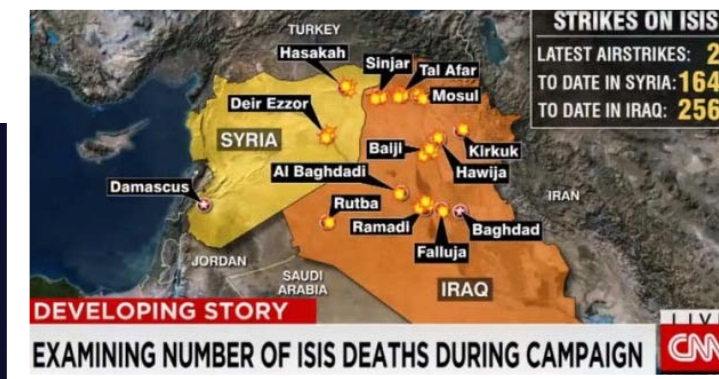 STRIKES ON ISIS
LATEST AIRSTRIKES: 2
TO DATE IN SYRIA: 164
TO DATE IN IRAQ: 256
TURKEY
Hasakah
Sinjar
Tal Afar
Mosul
Deir Ezzor
SYRIA
Baiji
Kirkuk
Hawija
Al Baghdadi
Damascus
Rutba
IRAN
Ramadi
Baghdad
Falluja
JORDAN
SAUDI
ARABIA
IRAQ
DEVELOPING STORY
EXAMINING NUMBER OF ISIS DEATHS DURING CAMPAIGN
CNN